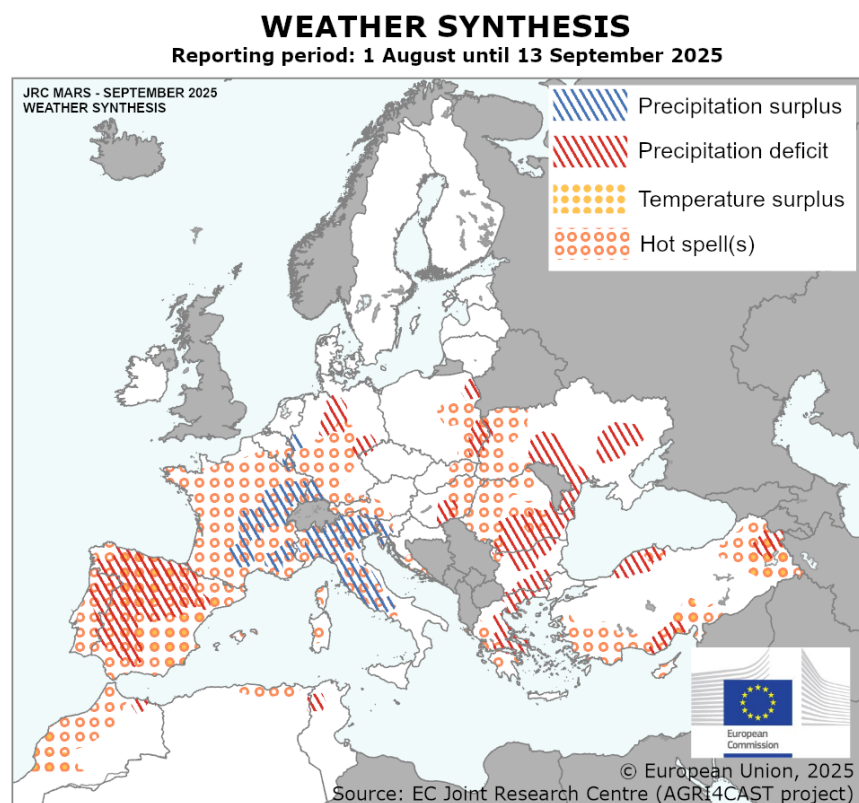 WEATHER SYNTHESIS
Reporting period: 1 August until 13 September 2025
JRC MARS - SEPTEMBER 2025
WEATHER SYNTHESIS
Precipitation surplus
Precipitation deficit
Temperature surplus
Hot spell(s)
European
Commission
© European Union, 2025
Source: EC Joint Research Centre (AGRI4CAST project)